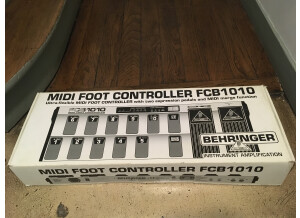 MIDI FOOT CONTROLLER FCB1010
Ultra-flexible MIDI FOOT CONTROLLER with two expression pedals and MIDI merge function
FCB1010
BEHRINGER
INSTRUMENT AMPLIFICATION
MIDI FOOT CONTROLLER FCB1010